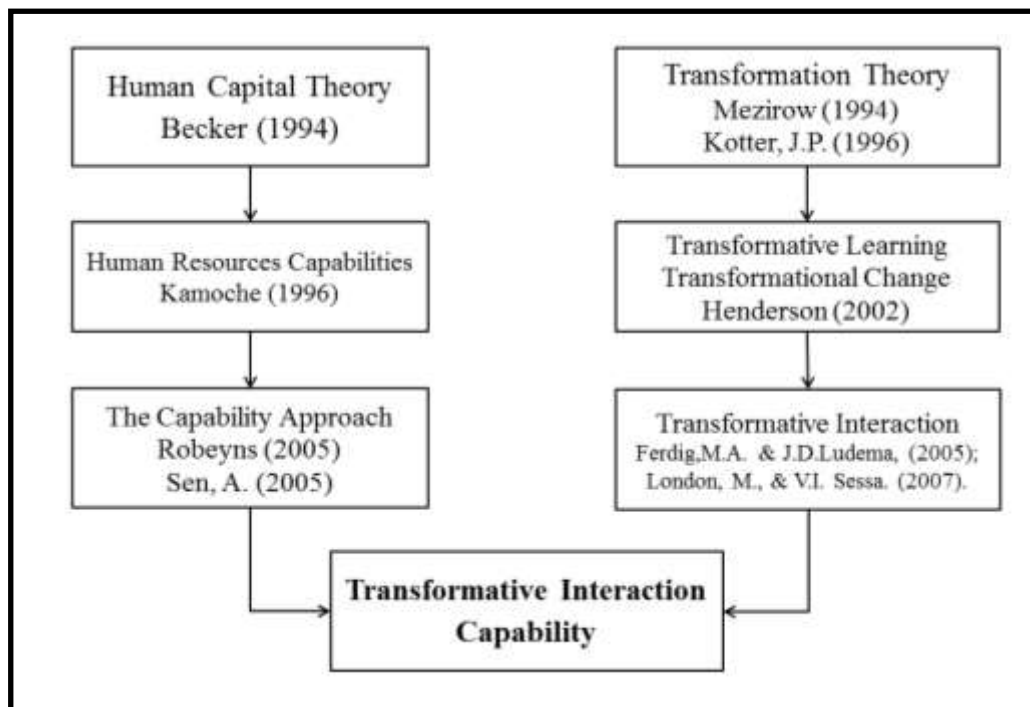 Human Capital Theory
Becker (1994)
Human Resources Capabilities
Kamoche (1996)
The Capability Approach
Robeyns (2005)
Sen, A. (2005)
Transformation Theory
Mezirow (1994)
Kotter, J.P. (1996)
Transformative Learning
Transformational Change
Henderson (2002)
Transformative Interaction
Ferdig,M.A. & J.D.Ludema, (2005);
London, M., & V.I. Sessa. (2007).
Transformative Interaction
Capability